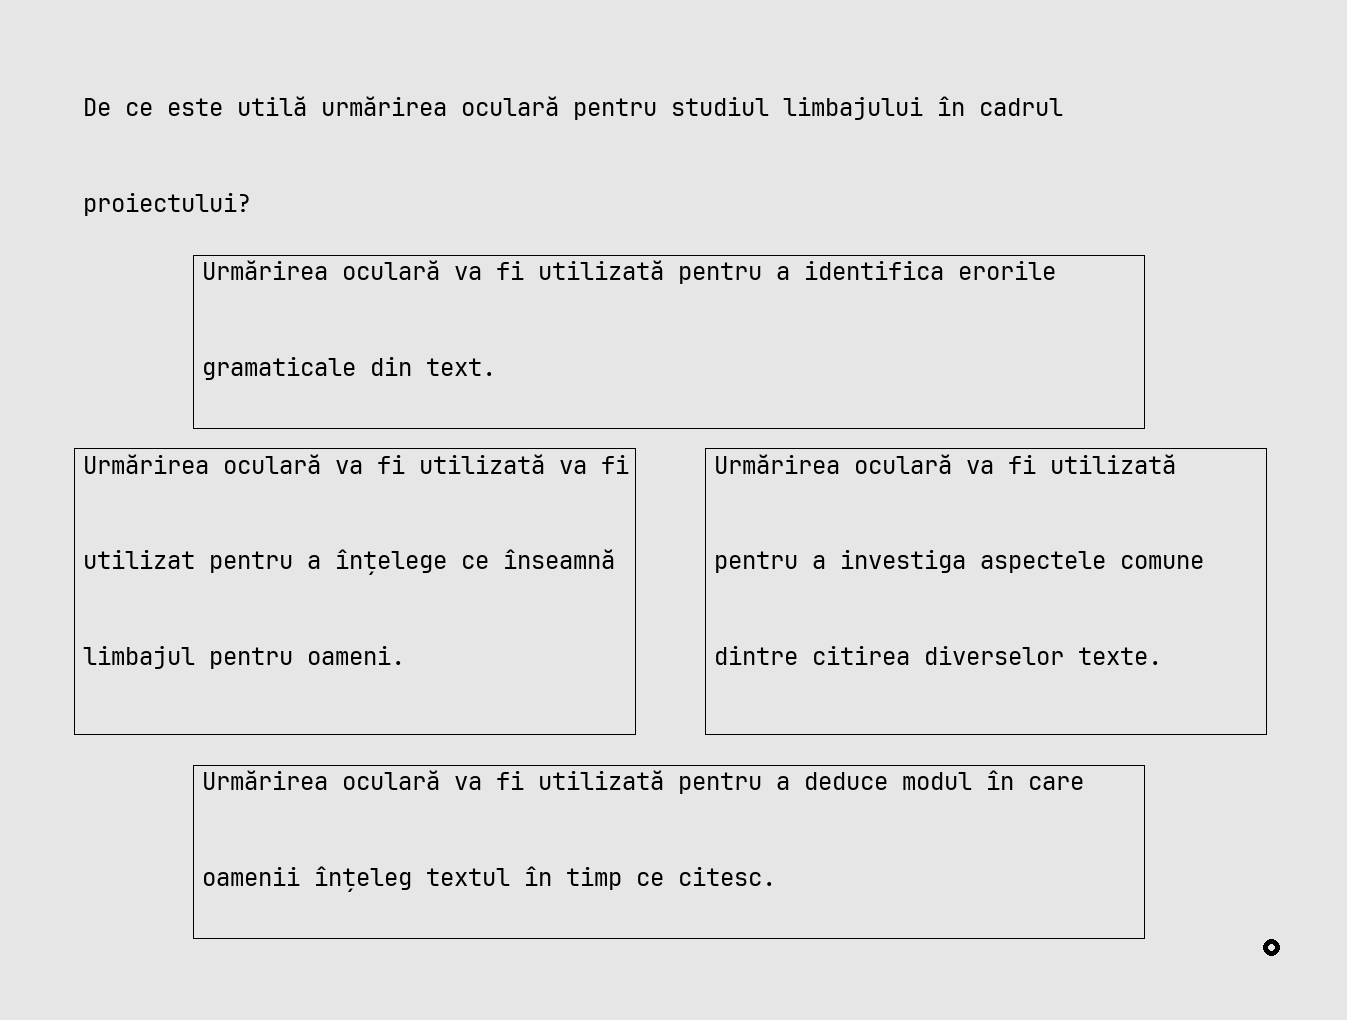 De ce este utilă urmărirea oculară pentru studiul limbajului în cadrul
proiectului?
Urmărirea oculară va fi utilizată pentru a identifica erorile
gramaticale din text.
Urmărirea oculară va fi utilizată va fi
utilizat pentru a înțelege ce înseamnă
limbajul pentru oameni.
Urmărirea oculară va fi utilizată
pentru a investiga aspectele comune
dintre citirea diverselor texte.
Urmărirea oculară va fi utilizată pentru a deduce modul în care
oamenii înțeleg textul în timp ce citesc.